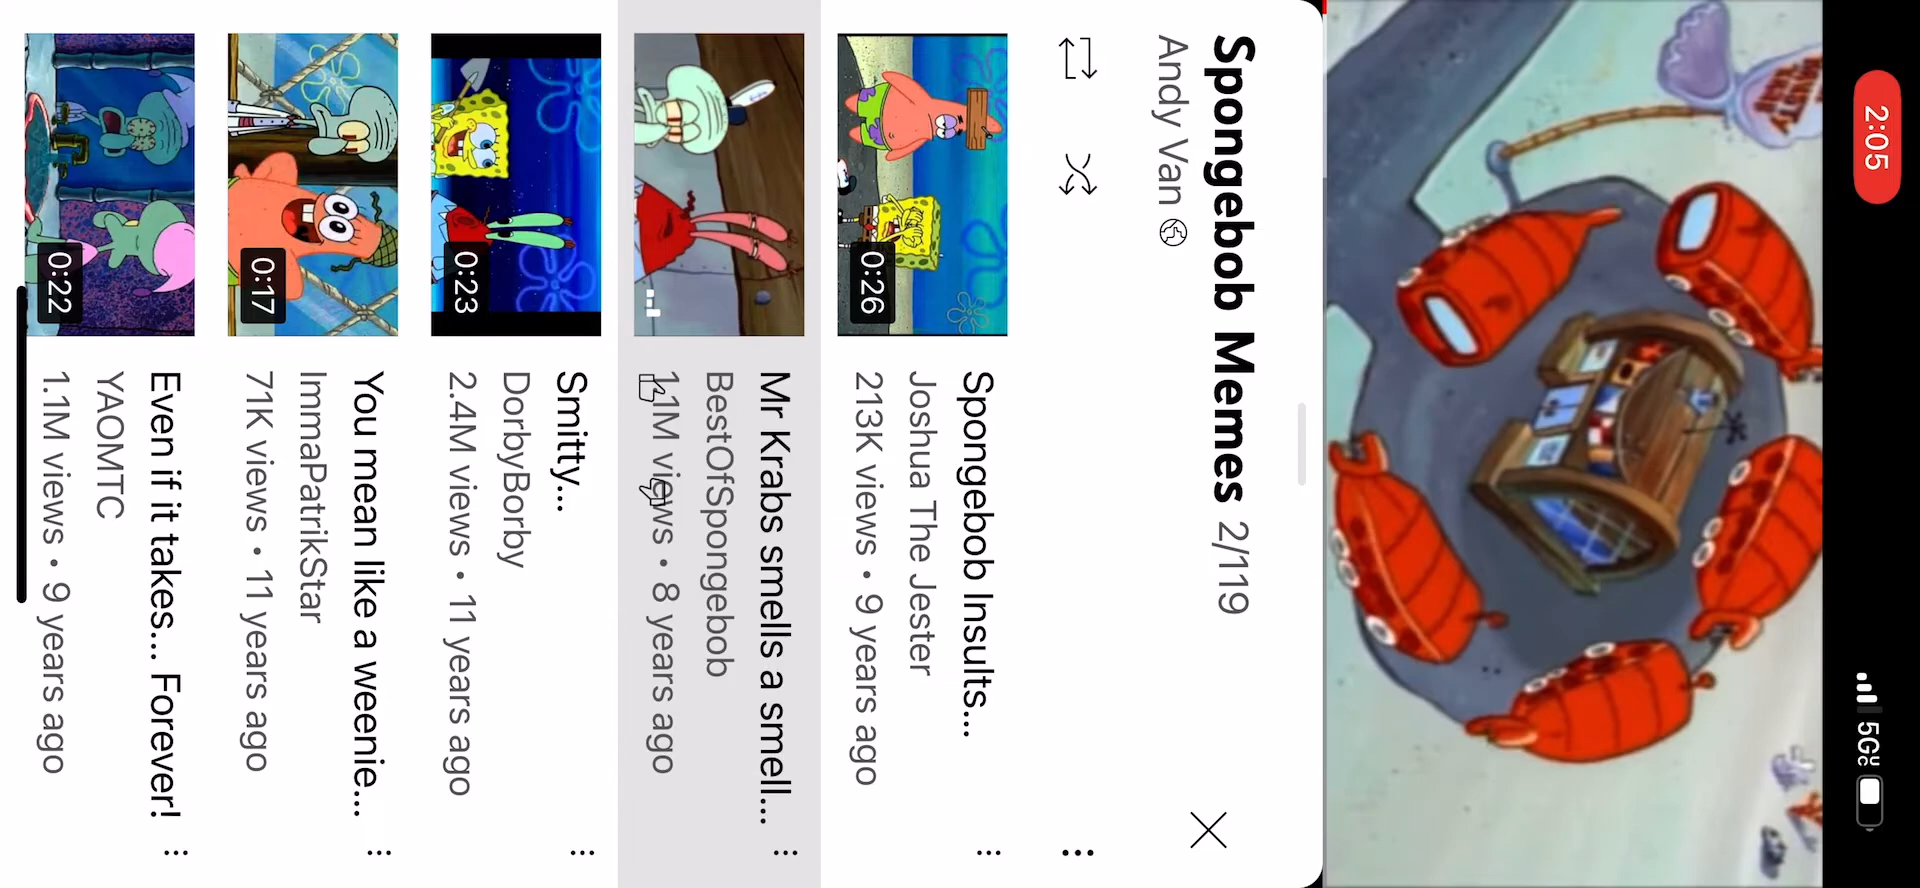 2:05
5Gᵁc
Spongebob Memes 2/119
Andy Van
Spongebob Insults...
Joshua The Jester
213K views • 9 years ago
0:26
Mr Krabs smells a smell...
BestOfSpongebob
1.1M views • 8 years ago
Smitty...
DorbyBorby
2.4M views • 11 years ago
0:23
You mean like a weenie...
ImmaPatrikStar
71K views • 11 years ago
0:17
Even if it takes... Forever!
YAOMTC
1.1M views • 9 years ago
0:22